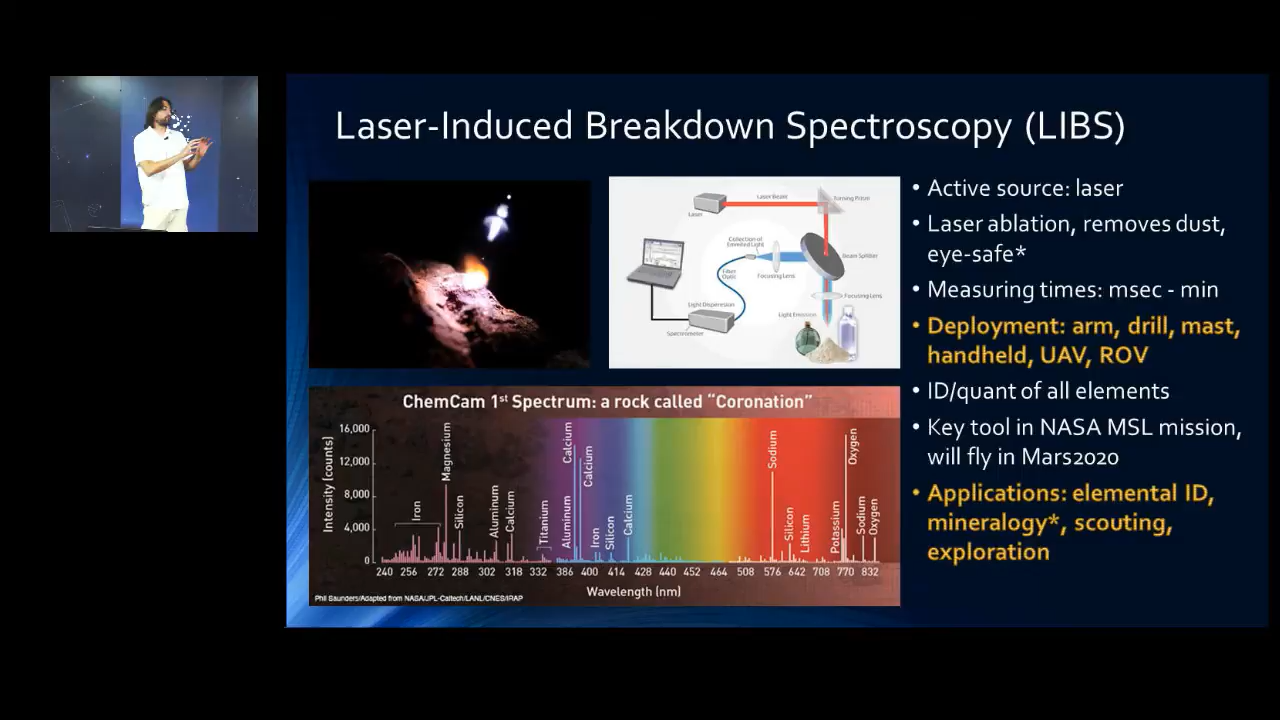 Laser-Induced Breakdown Spectroscopy (LIBS)
Laser Beam
Turning Prism
Laser
Collection of
Emmited Light
Beam Splitter
Fiber
Optic
Focusing Lens
Focusing Lens
Light Dispersion
Light Emission
Spectrometer
• Active source: laser
• Laser ablation, removes dust,
eye-safe*
• Measuring times: msec - min
• Deployment: arm, drill, mast,
handheld, UAV, ROV
• ID/quant of all elements
• Key tool in NASA MSL mission,
will fly in Mars2020
• Applications: elemental ID,
mineralogy*, scouting,
exploration
ChemCam 1st Spectrum: a rock called “Coronation”
Intensity (counts)
16,000
12,000
8,000
4,000
0
Iron
Magnesium
Silicon
Aluminum
Calcium
Titanium
Aluminum
Calcium
Calcium
Iron
Silicon
Calcium
Sodium
Silicon
Lithium
Potassium
Oxygen
Sodium
Oxygen
240 256 272 288 302 318 332 386 400 414 428 440 452 464 508 576 642 708 770 832
Wavelength (nm)
Phil Saunders/Adapted from NASA/JPL-Caltech/LANL/CNES/IRAP